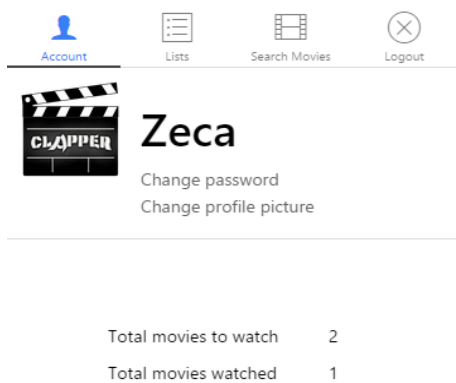 Account Lists Search Movies Logout
CLAPPER
Zeca
Change password
Change profile picture
Total movies to watch 2
Total movies watched 1